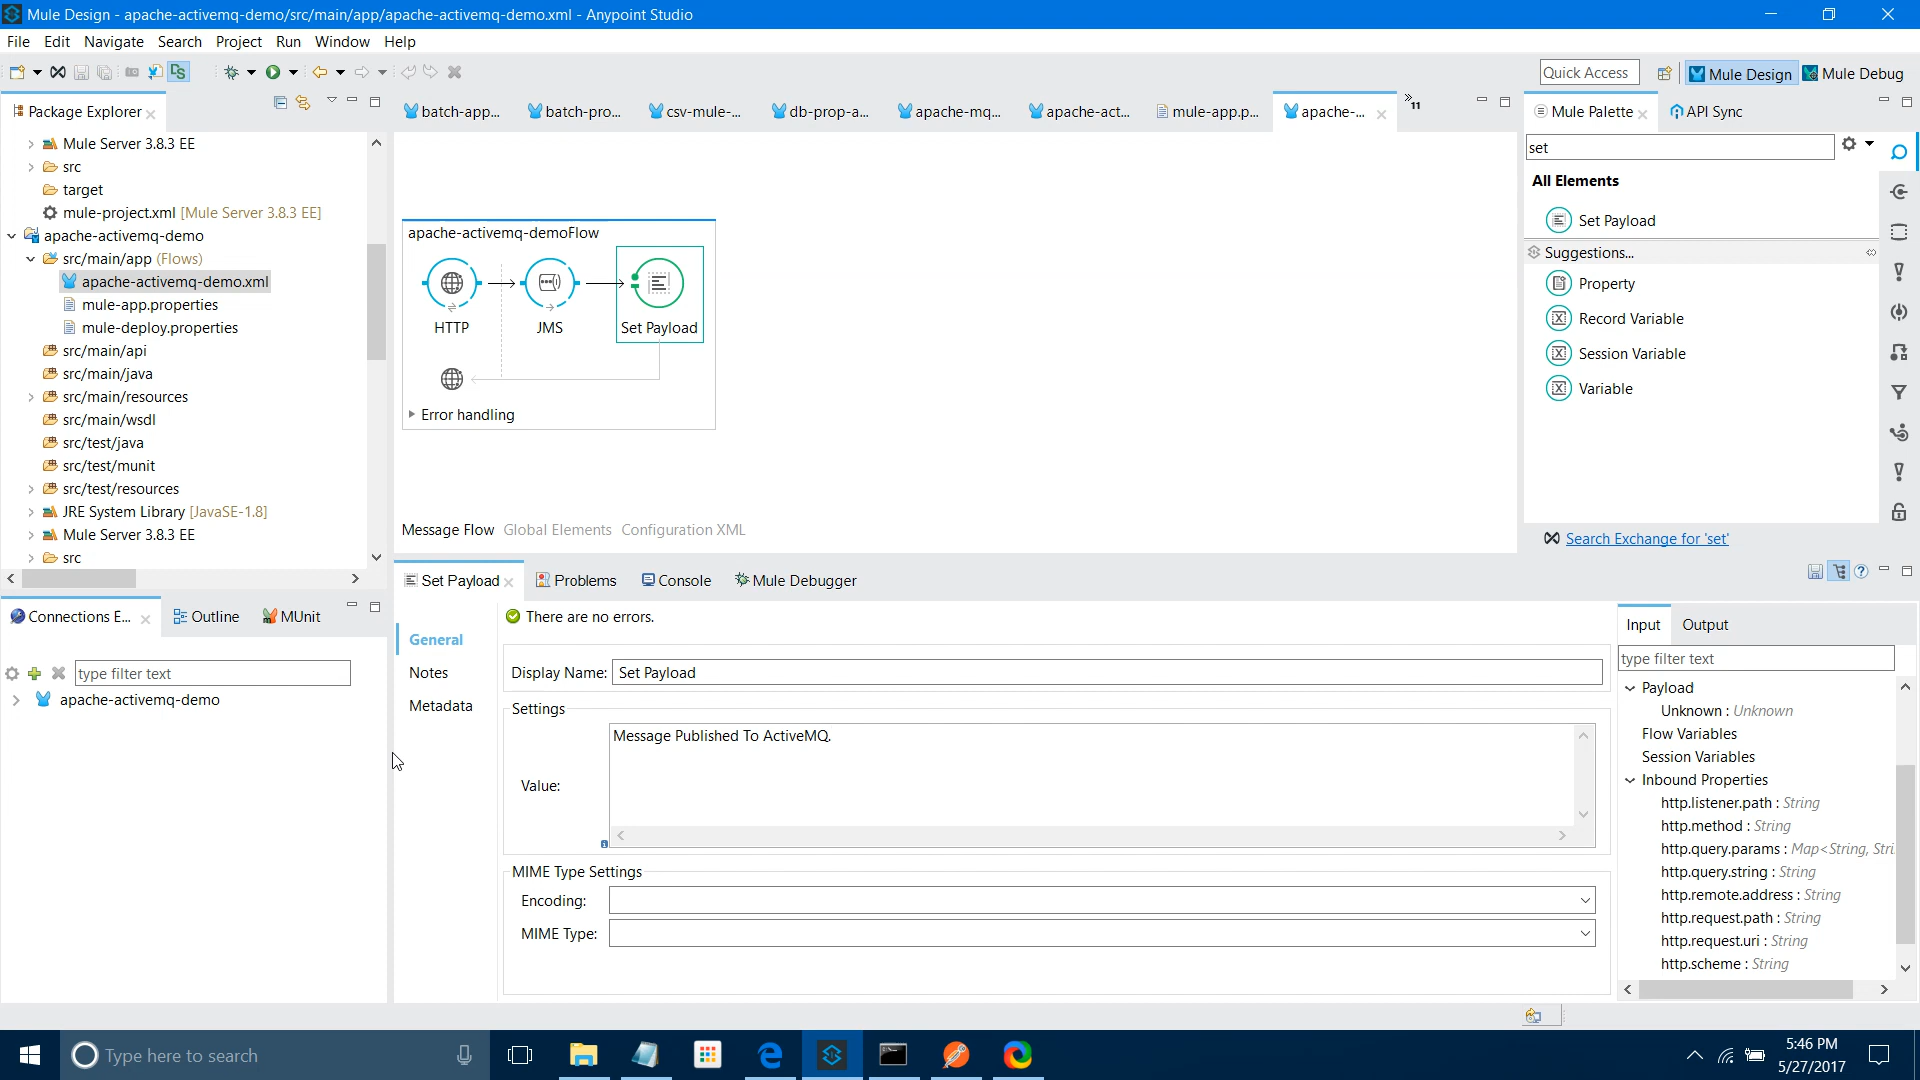 Mule Design - apache-activemq-demo/src/main/app/apache-activemq-demo.xml - Anypoint Studio
File Edit Navigate Search Project Run Window Help
Quick Access
Mule Design
Mule Debug
Package Explorer
Mule Server 3.8.3 EE
src
target
mule-project.xml [Mule Server 3.8.3 EE]
apache-activemq-demo
src/main/app (Flows)
apache-activemq-demo.xml
mule-app.properties
mule-deploy.properties
src/main/api
src/main/java
src/main/resources
src/main/wsdl
src/test/java
src/test/munit
src/test/resources
JRE System Library [JavaSE-1.8]
Mule Server 3.8.3 EE
src
Connections E...
Outline
MUnit
type filter text
apache-activemq-demo
batch-app...
batch-pro...
csv-mule-...
db-prop-a...
apache-mq...
apache-act...
mule-app.p...
apache-...
11
apache-activemq-demoFlow
HTTP
JMS
Set Payload
Error handling
Message Flow Global Elements Configuration XML
Mule Palette
API Sync
set
All Elements
Set Payload
Suggestions...
Property
Record Variable
Session Variable
Variable
Search Exchange for 'set'
Set Payload
Problems
Console
Mule Debugger
There are no errors.
General
Notes
Metadata
Display Name: Set Payload
Settings
Value:
Message Published To ActiveMQ.
MIME Type Settings
Encoding:
MIME Type:
Input
Output
type filter text
Payload
Unknown : Unknown
Flow Variables
Session Variables
Inbound Properties
http.listener.path : String
http.method : String
http.query.params : Map<String, Stri
http.query.string : String
http.remote.address : String
http.request.path : String
http.request.uri : String
http.scheme : String
Type here to search
5:46 PM
5/27/2017